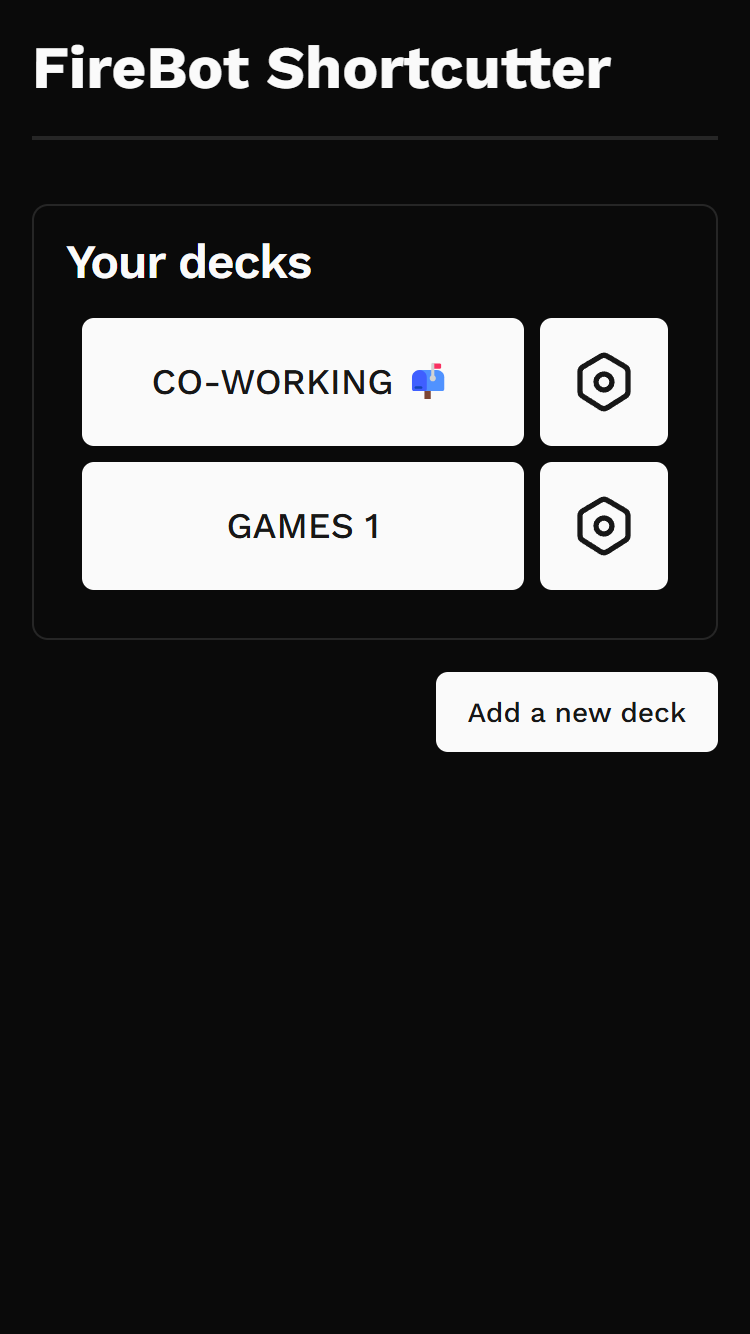 FireBot Shortcutter
Your decks
CO-WORKING 📬
GAMES 1
Add a new deck